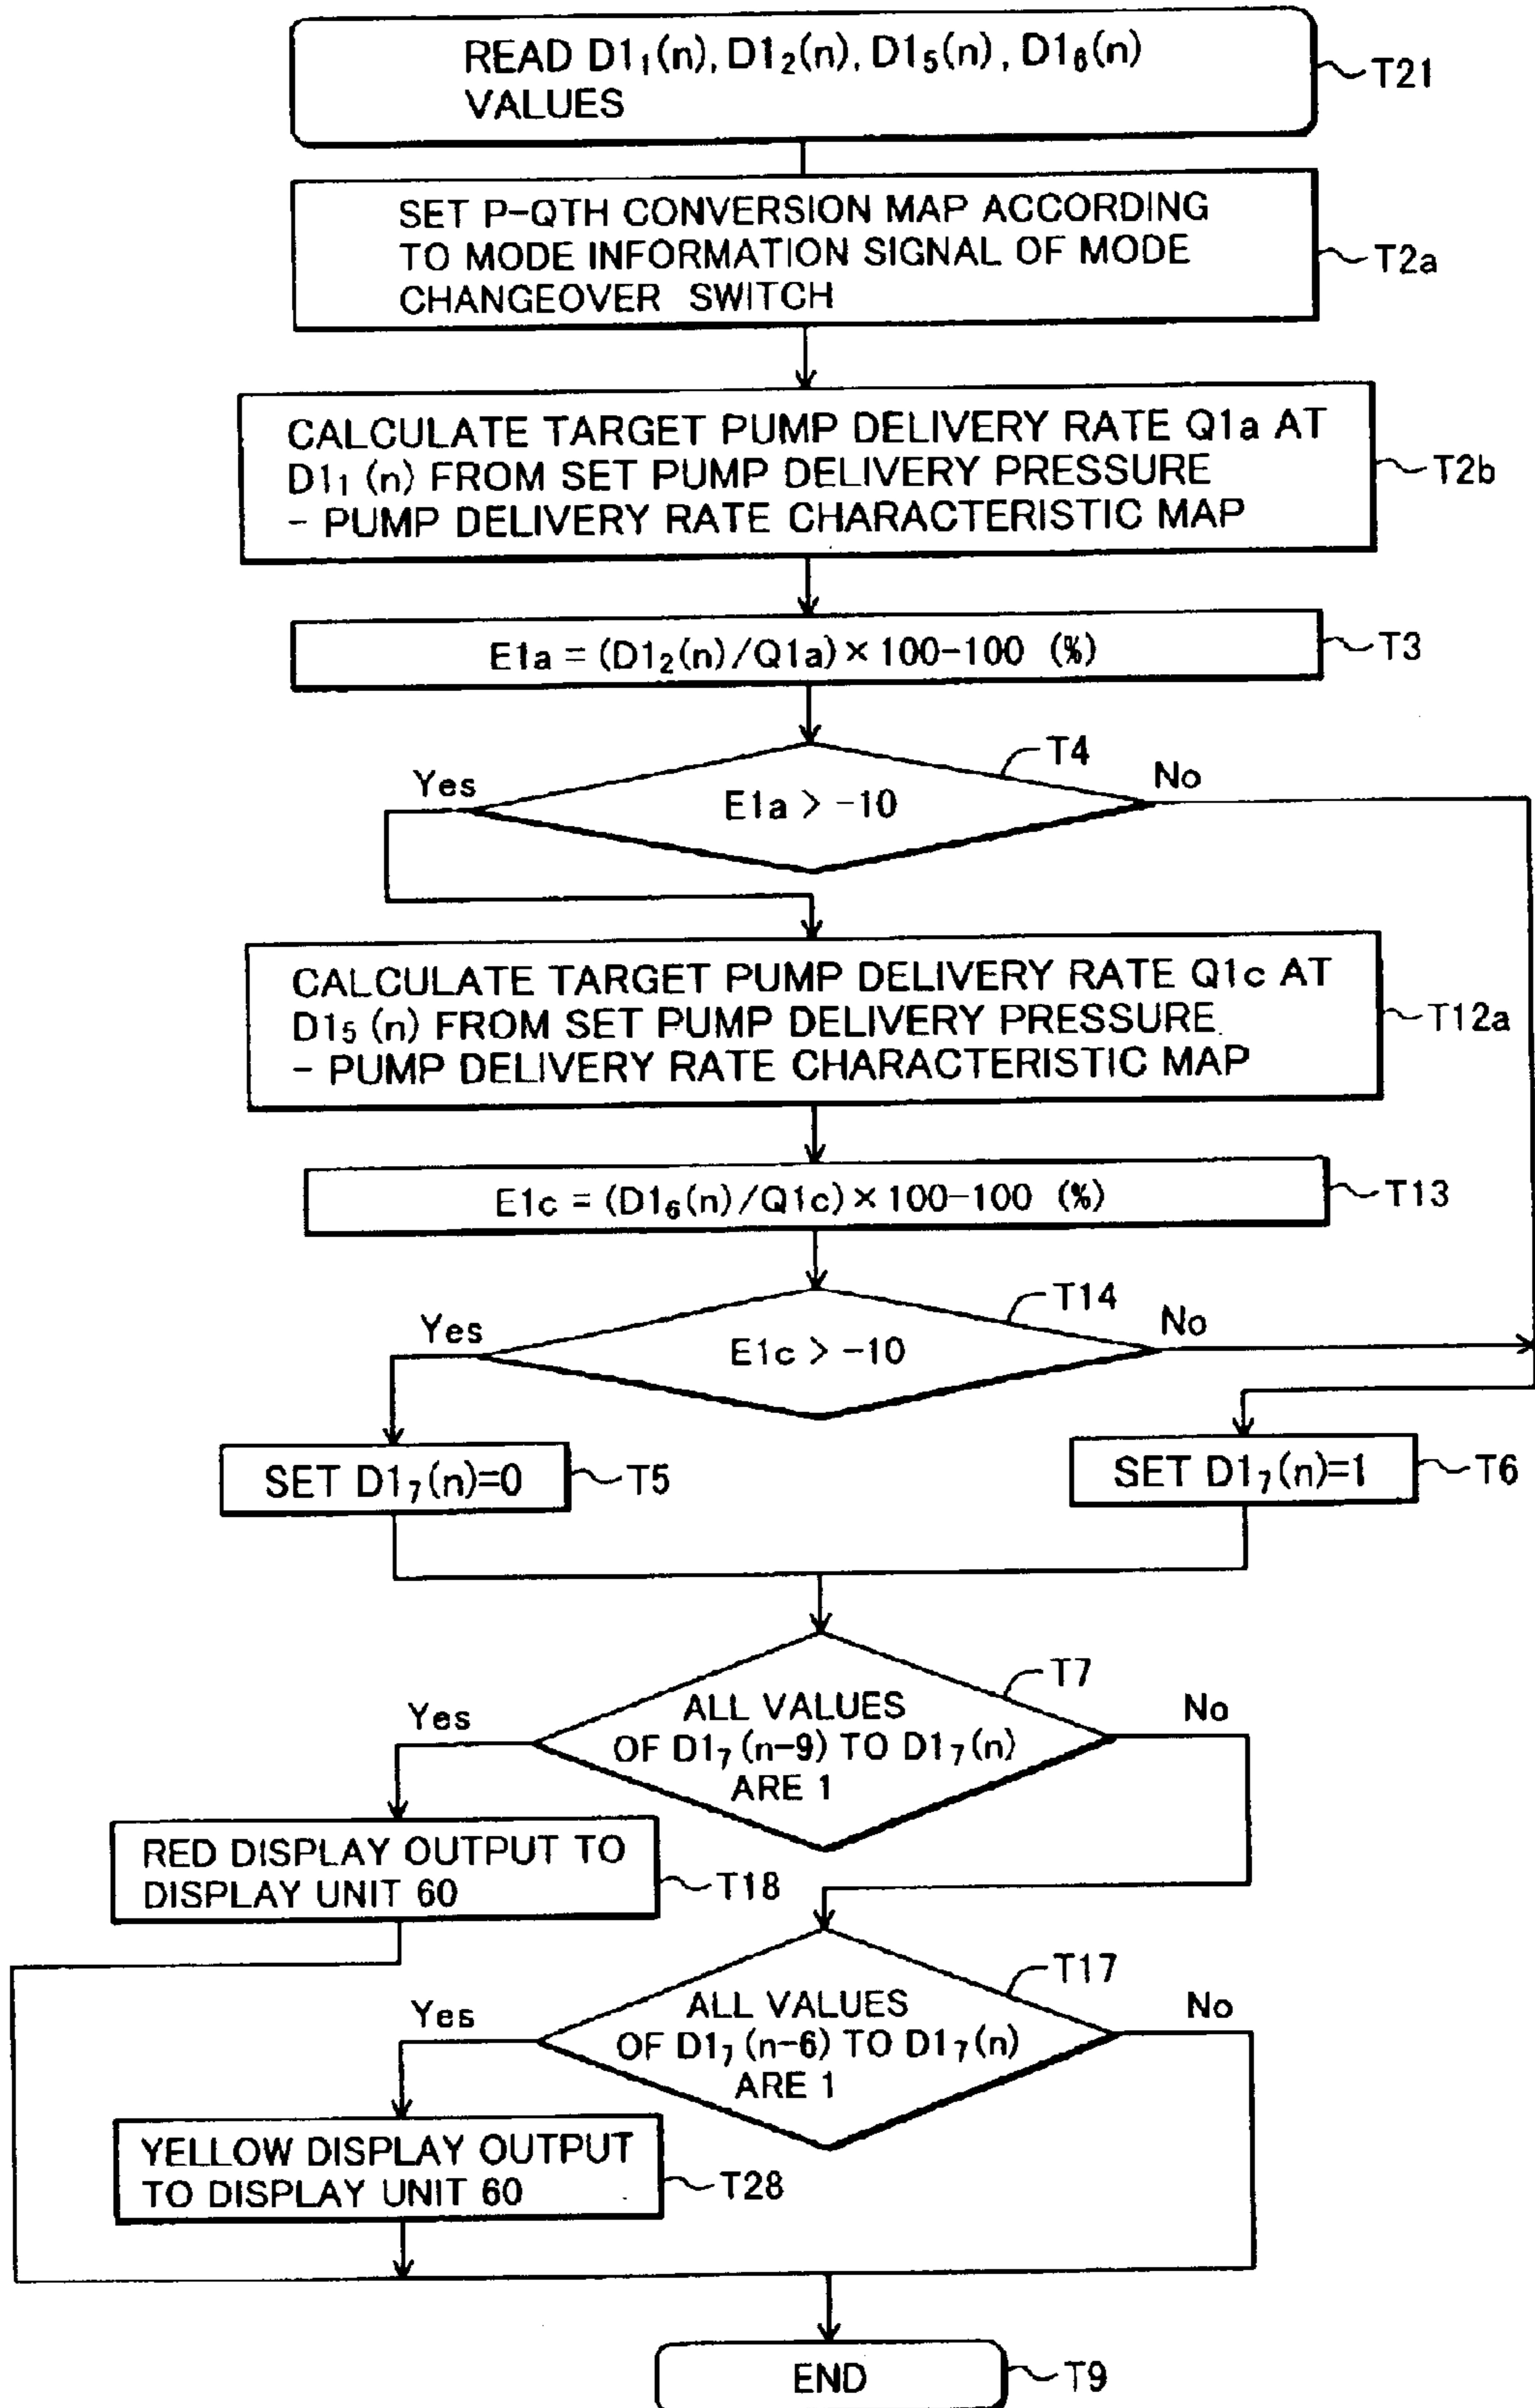 READ D1₁(n), D1₂(n), D1₅(n), D1₆(n)
VALUES
T21
SET P-QTH CONVERSION MAP ACCORDING
TO MODE INFORMATION SIGNAL OF MODE
CHANGEOVER SWITCH
T2a
CALCULATE TARGET PUMP DELIVERY RATE Q1a AT
D1₁(n) FROM SET PUMP DELIVERY PRESSURE
- PUMP DELIVERY RATE CHARACTERISTIC MAP
T2b
E1a = (D1₂(n)/Q1a) × 100-100 (%)
T3
T4
Yes
No
E1a > -10
CALCULATE TARGET PUMP DELIVERY RATE Q1c AT
D1₅(n) FROM SET PUMP DELIVERY PRESSURE
- PUMP DELIVERY RATE CHARACTERISTIC MAP
T12a
E1c = (D1₆(n)/Q1c) × 100-100 (%)
T13
T14
Yes
No
E1c > -10
SET D1₇(n)=0
T5
SET D1₇(n)=1
T6
T7
Yes
No
ALL VALUES
OF D1₇(n-9) TO D1₇(n)
ARE 1
RED DISPLAY OUTPUT TO
DISPLAY UNIT 60
T18
T17
Yes
No
ALL VALUES
OF D1₇(n-6) TO D1₇(n)
ARE 1
YELLOW DISPLAY OUTPUT
TO DISPLAY UNIT 60
T28
END
T9